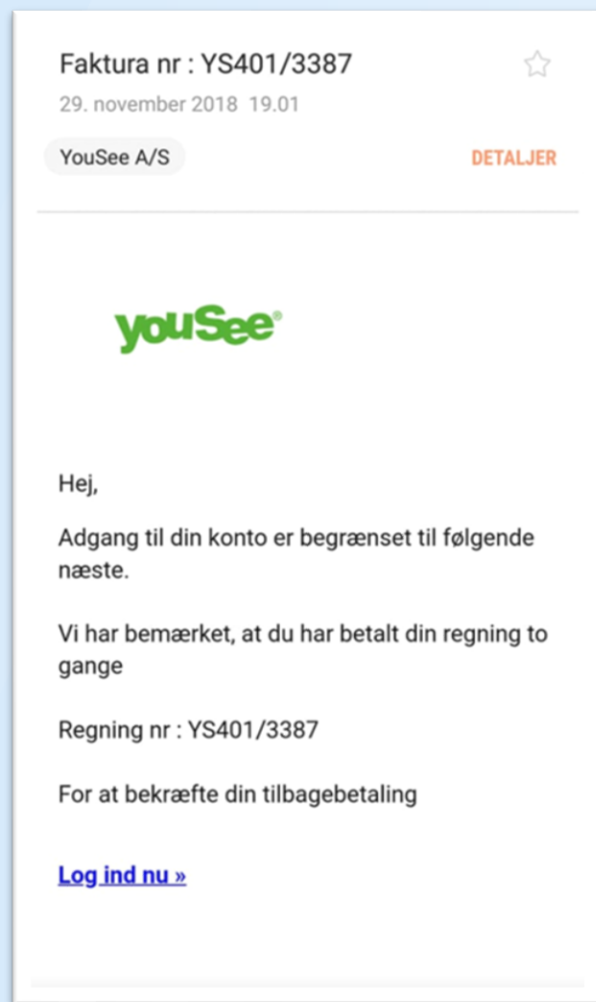 Faktura nr : YS401/3387
29. november 2018 19.01
YouSee A/S
DETALJER
youSee®
Hej,
Adgang til din konto er begrænset til følgende
næste.
Vi har bemærket, at du har betalt din regning to
gange
Regning nr : YS401/3387
For at bekræfte din tilbagebetaling
Log ind nu »